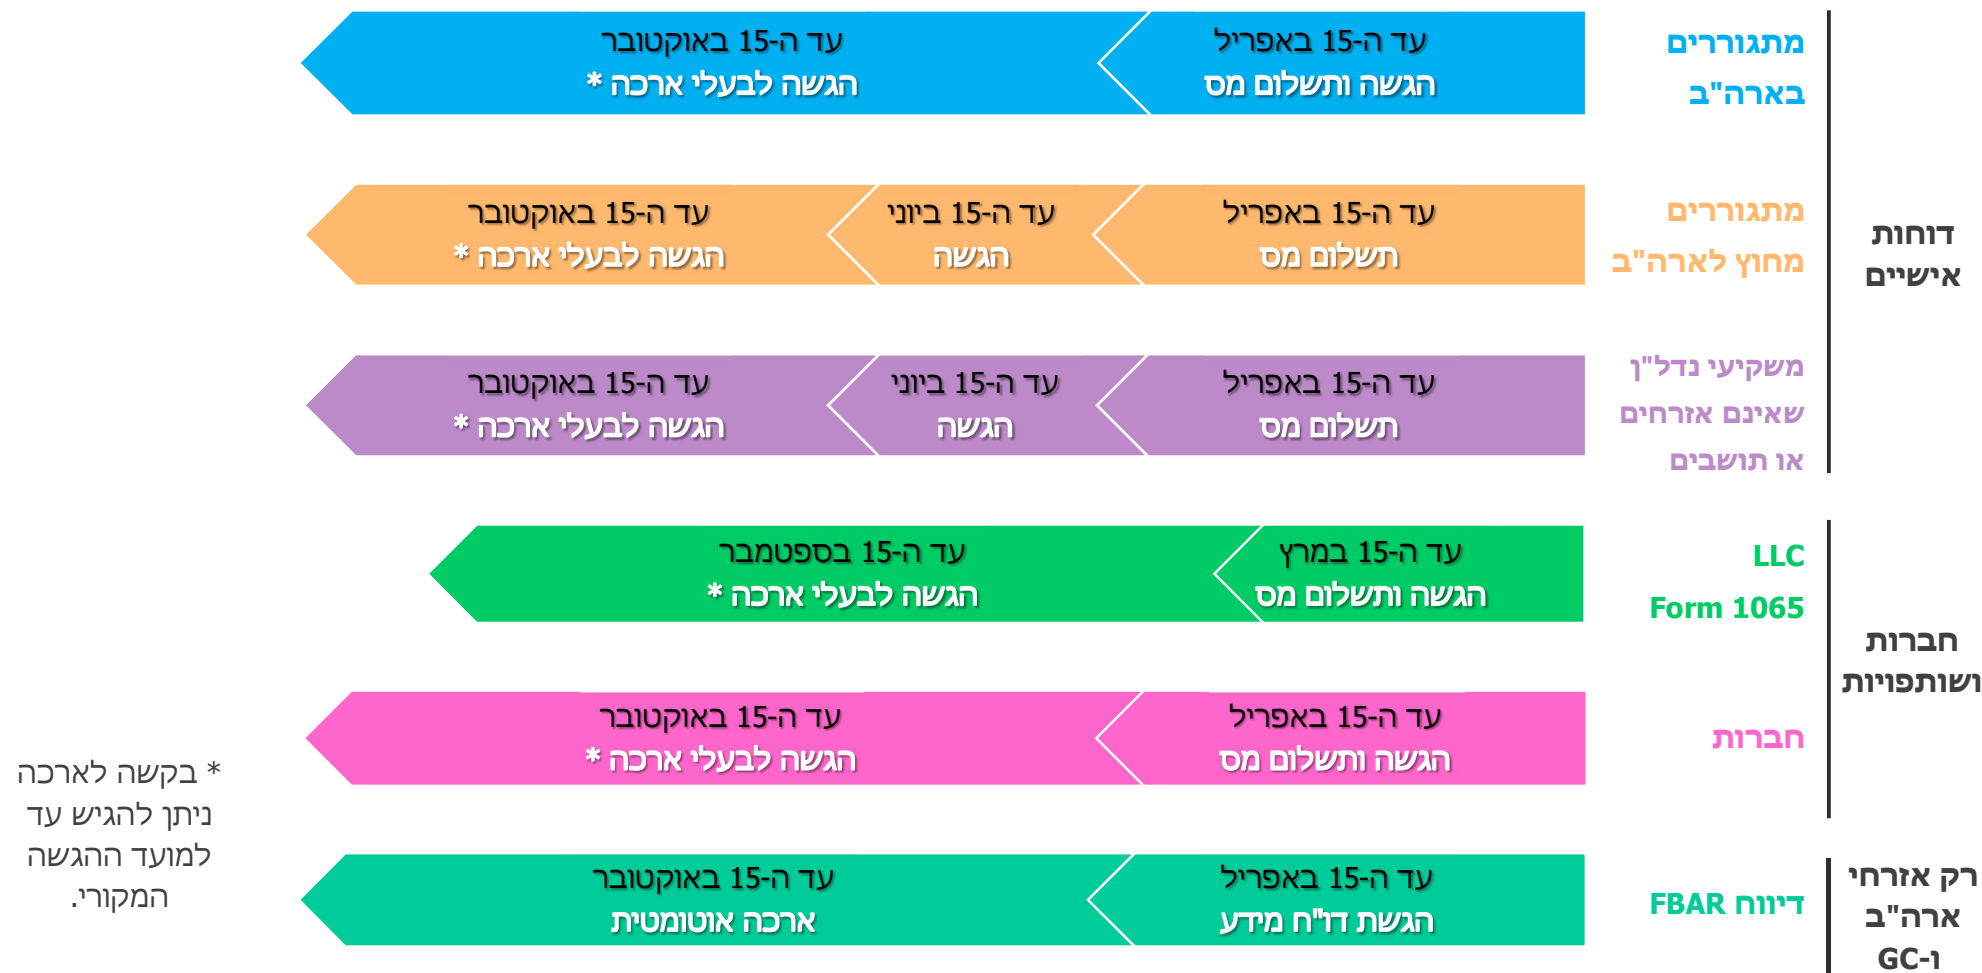 דוחות
אישיים
מתגוררים
בארה"ב
עד ה-15 באפריל
הגשה ותשלום מס
עד ה-15 באוקטובר
הגשה לבעלי ארכה *
מתגוררים
מחוץ לארה"ב
עד ה-15 באפריל
תשלום מס
עד ה-15 ביוני
הגשה
עד ה-15 באוקטובר
הגשה לבעלי ארכה *
משקיעי נדל"ן
שאינם אזרחים
או תושבים
עד ה-15 באפריל
תשלום מס
עד ה-15 ביוני
הגשה
עד ה-15 באוקטובר
הגשה לבעלי ארכה *
חברות
ושותפויות
LLC
Form 1065
עד ה-15 במרץ
הגשה ותשלום מס
עד ה-15 בספטמבר
הגשה לבעלי ארכה *
חברות
עד ה-15 באפריל
הגשה ותשלום מס
עד ה-15 באוקטובר
הגשה לבעלי ארכה *
רק אזרחי
ארה"ב
ו-GC
דיווח FBAR
עד ה-15 באפריל
הגשת דו"ח מידע
עד ה-15 באוקטובר
ארכה אוטומטית
* בקשה לארכה
ניתן להגיש עד
למועד ההגשה
המקורי.